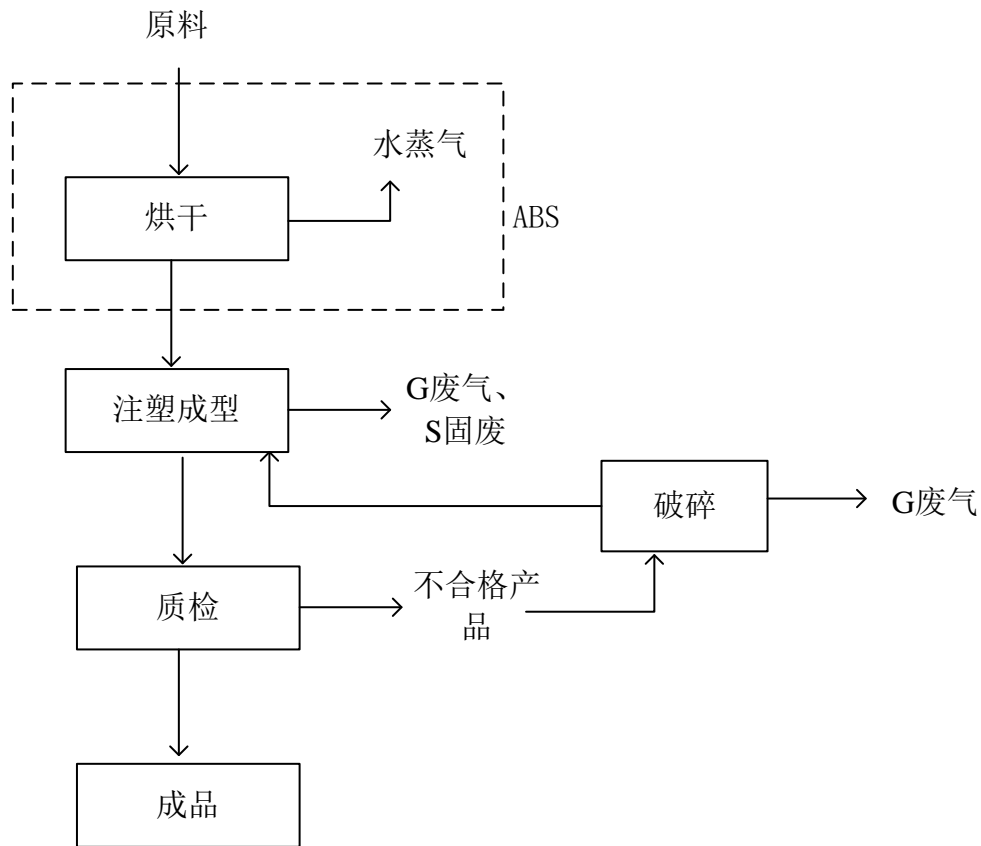 原料
水蒸气
烘干
ABS
注塑成型
G废气、
S固废
破碎
G废气
质检
不合格产
品
成品